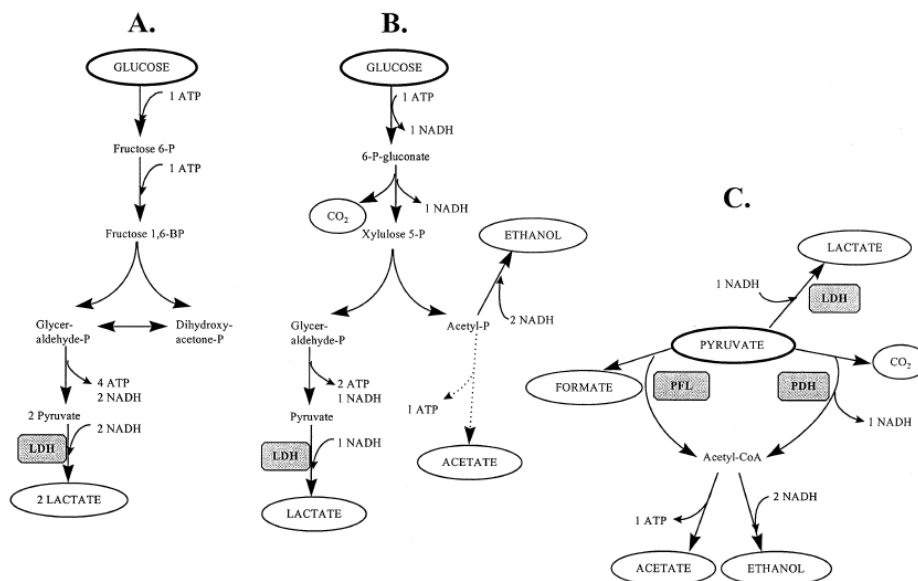 A.
GLUCOSE
1 ATP
Fructose 6-P
1 ATP
Fructose 1,6-BP
Glycer-
aldehyde-P
Dihydroxy-
acetone-P
4 ATP
2 NADH
2 Pyruvate
LDH
2 NADH
2 LACTATE
B.
GLUCOSE
1 ATP
1 NADH
6-P-gluconate
CO2
1 NADH
Xylulose 5-P
ETHANOL
Glycer-
aldehyde-P
Acetyl-P
2 NADH
2 ATP
1 NADH
1 ATP
Pyruvate
LDH
1 NADH
ACETATE
LACTATE
C.
LACTATE
1 NADH
LDH
PYRUVATE
CO2
FORMATE
PFL
PDH
1 NADH
Acetyl-CoA
1 ATP
2 NADH
ACETATE
ETHANOL